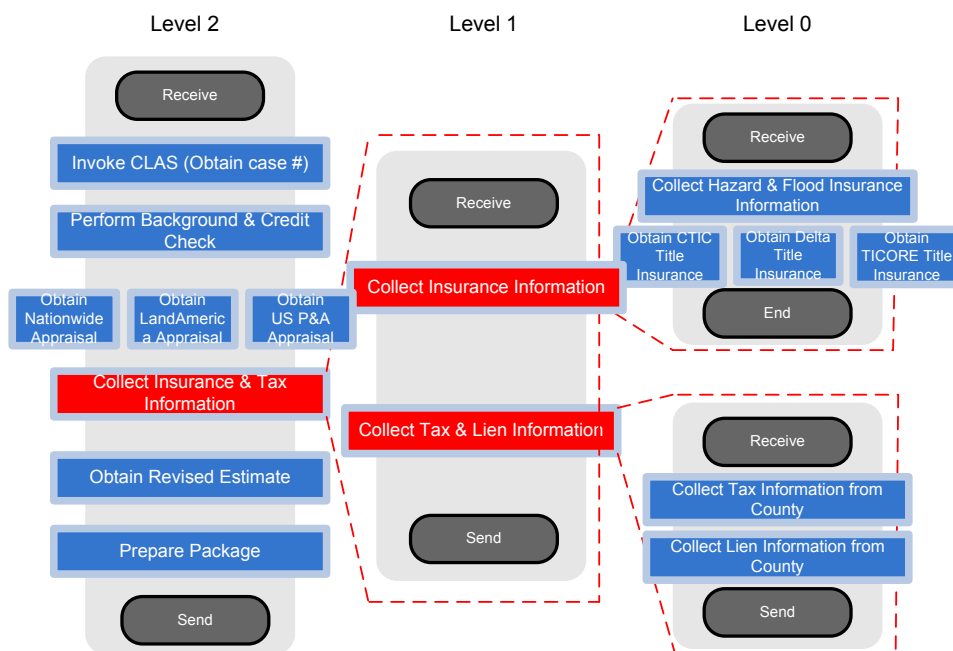 Level 2
Level 1
Level 0
Receive
Invoke CLAS (Obtain case #)
Perform Background & Credit
Check
Obtain
Nationwide
Appraisal
Obtain
LandAmeric
a Appraisal
Obtain
US P&A
Appraisal
Collect Insurance & Tax
Information
Obtain Revised Estimate
Prepare Package
Send
Receive
Collect Insurance Information
Collect Tax & Lien Information
Send
Receive
Collect Hazard & Flood Insurance
Information
Obtain CTIC
Title
Insurance
Obtain Delta
Title
Insurance
Obtain
TICORE Title
Insurance
End
Receive
Collect Tax Information from
County
Collect Lien Information from
County
Send